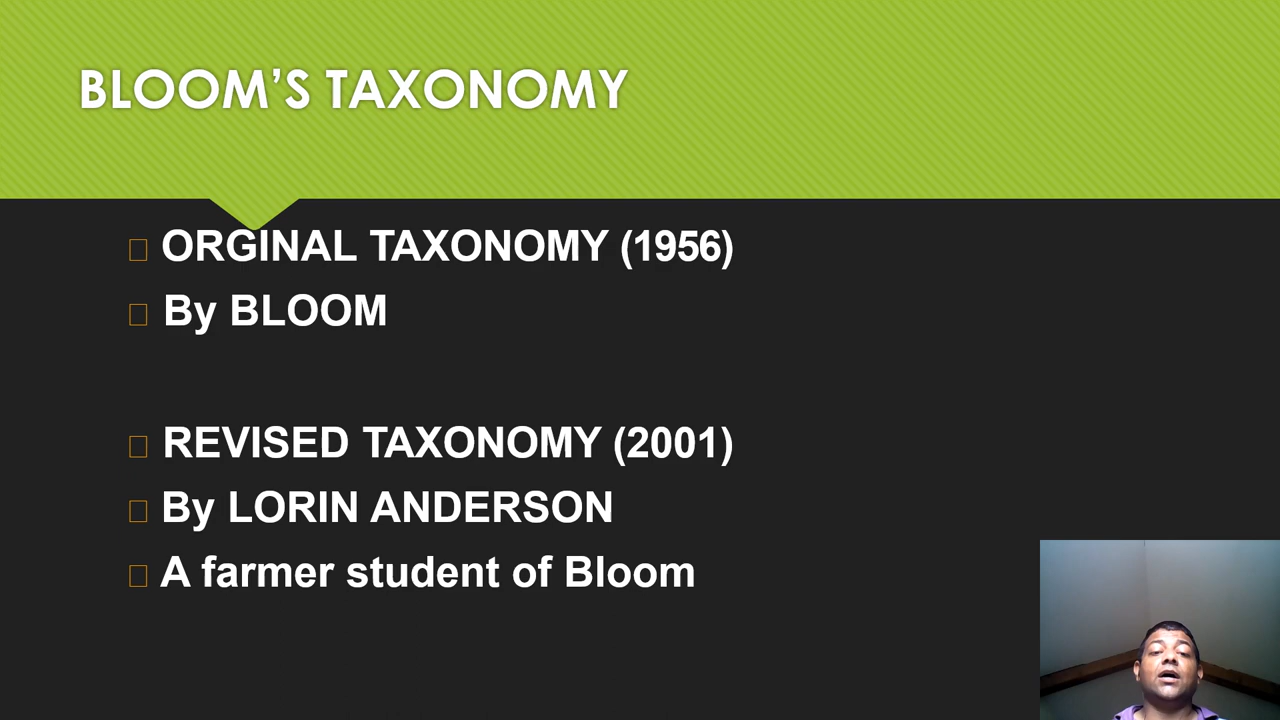 BLOOM’S TAXONOMY
ORGINAL TAXONOMY (1956)
By BLOOM
REVISED TAXONOMY (2001)
By LORIN ANDERSON
A farmer student of Bloom